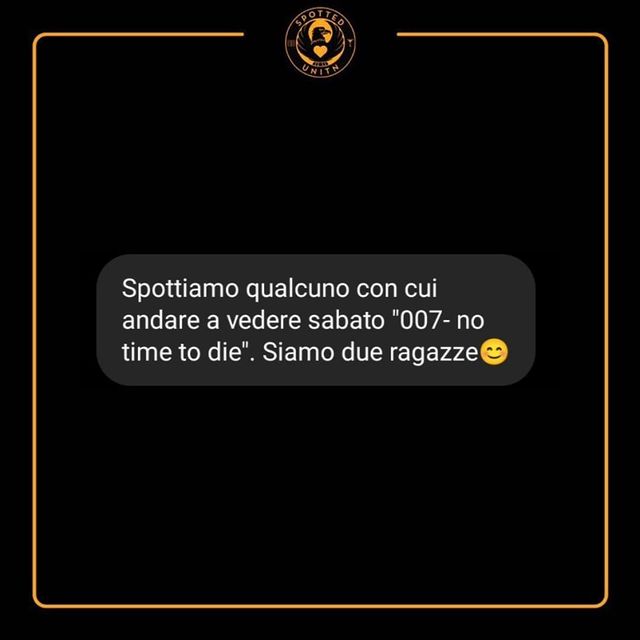 SPOTTED
UNITN
Spottiamo qualcuno con cui
andare a vedere sabato "007- no
time to die". Siamo due ragazze😊